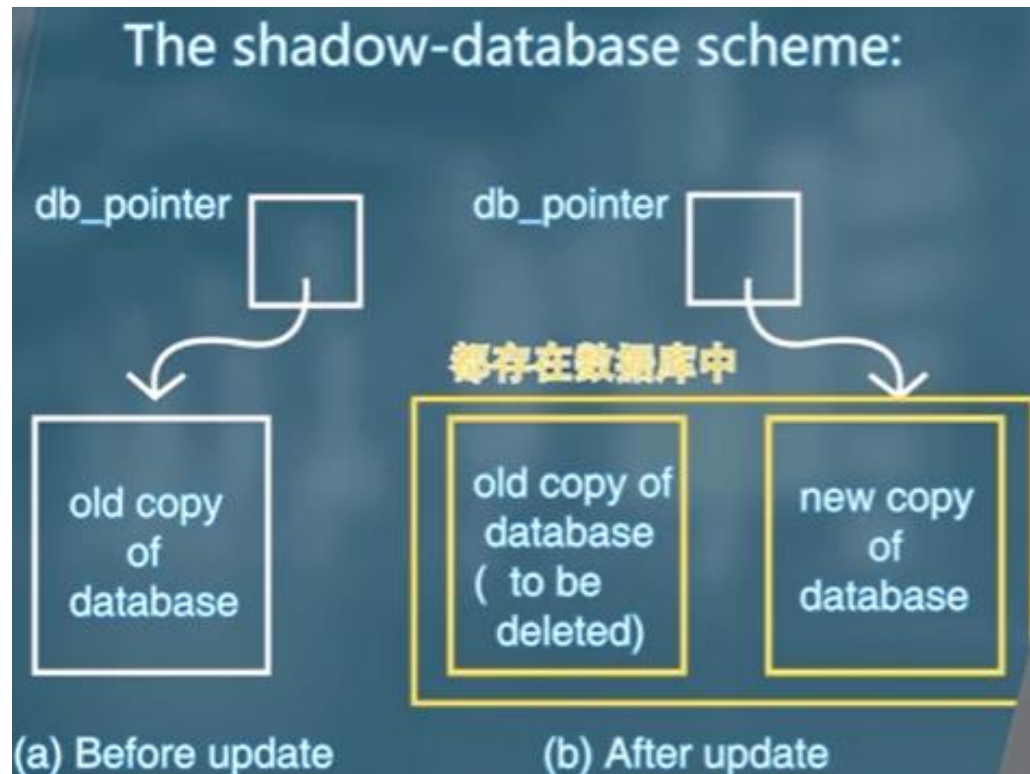 The shadow-database scheme:
db_pointer
db_pointer
都存在数据库中
old copy
of
database
old copy of
database
( to be
deleted)
new copy
of
database
(a) Before update
(b) After update